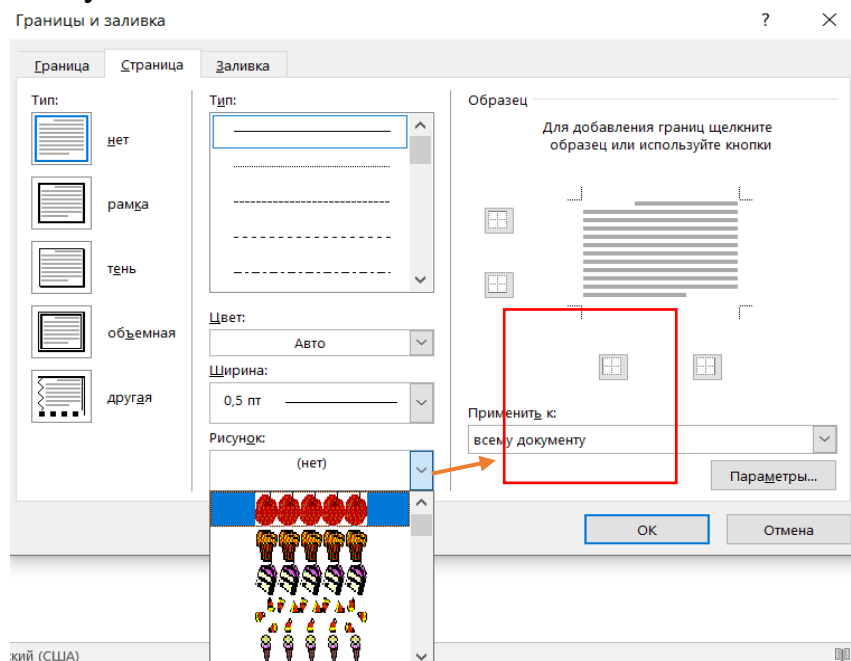 Границы и заливка ?
Граница Страница Заливка
Тип:
нет
рамка
тень
объемная
другая
Тип:
Цвет:
Авто
Ширина:
0,5 пт
Рисунок:
(нет)
Образец
Для добавления границ щелкните
образец или используйте кнопки
Применить к:
всему документу
Параметры...
ОК Отмена
кий (США)